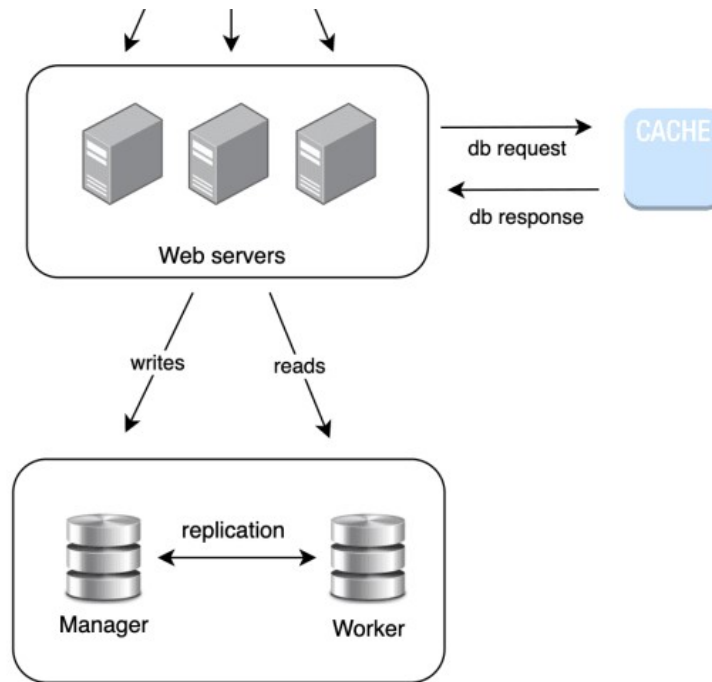 CACHE
db request
db response
Web servers
writes
reads
replication
Manager
Worker